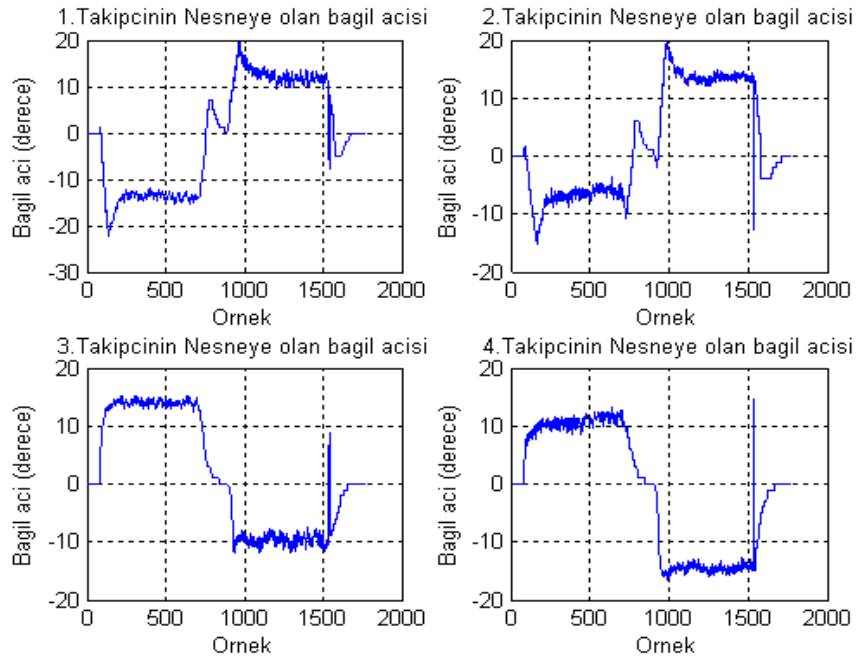 1.Takipcinin Nesneye olan bagil acisi
20
10
0
-10
-20
-30
Bagil aci (derece)
0 500 1000 1500 2000
Ornek
2.Takipcinin Nesneye olan bagil acisi
20
10
0
-10
-20
Bagil aci (derece)
0 500 1000 1500 2000
Ornek
3.Takipcinin Nesneye olan bagil acisi
20
10
0
-10
-20
Bagil aci (derece)
0 500 1000 1500 2000
Ornek
4.Takipcinin Nesneye olan bagil acisi
20
10
0
-10
-20
Bagil aci (derece)
0 500 1000 1500 2000
Ornek